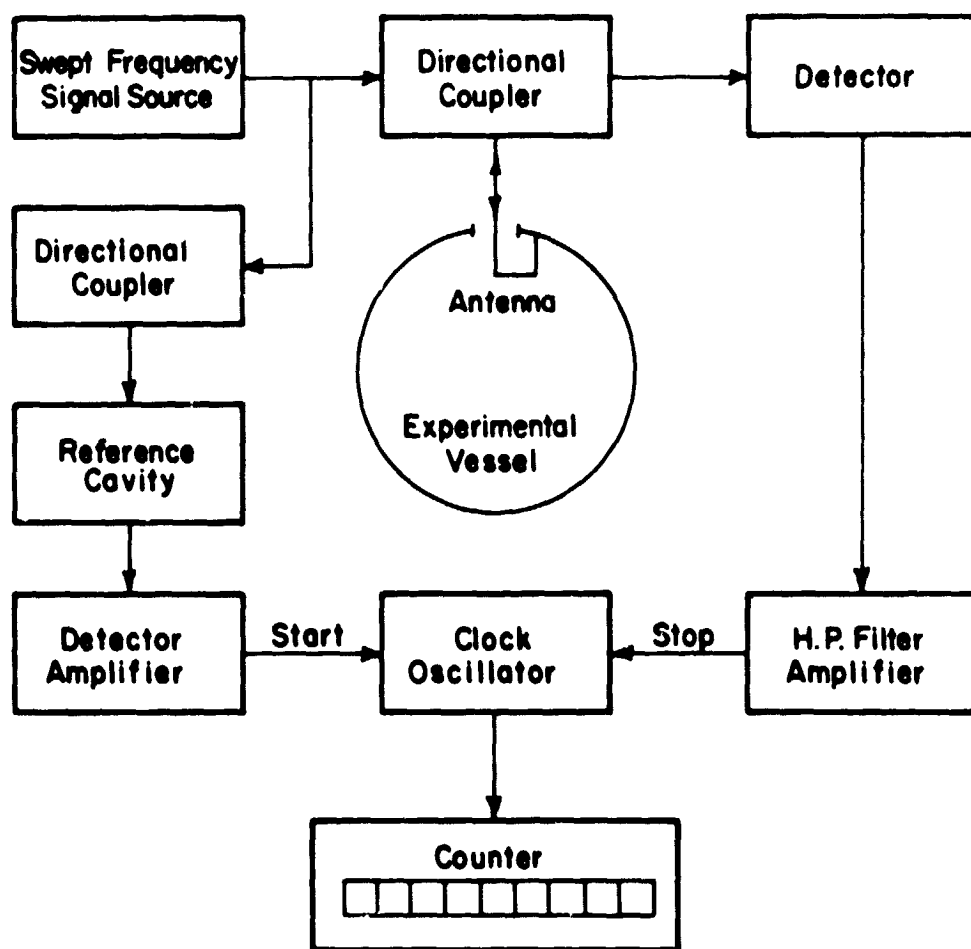 Swept Frequency
Signal Source
Directional
Coupler
Detector
Directional
Coupler
Antenna
Experimental
Vessel
Reference
Cavity
Detector
Amplifier
Start
Clock
Oscillator
Stop
H.P. Filter
Amplifier
Counter